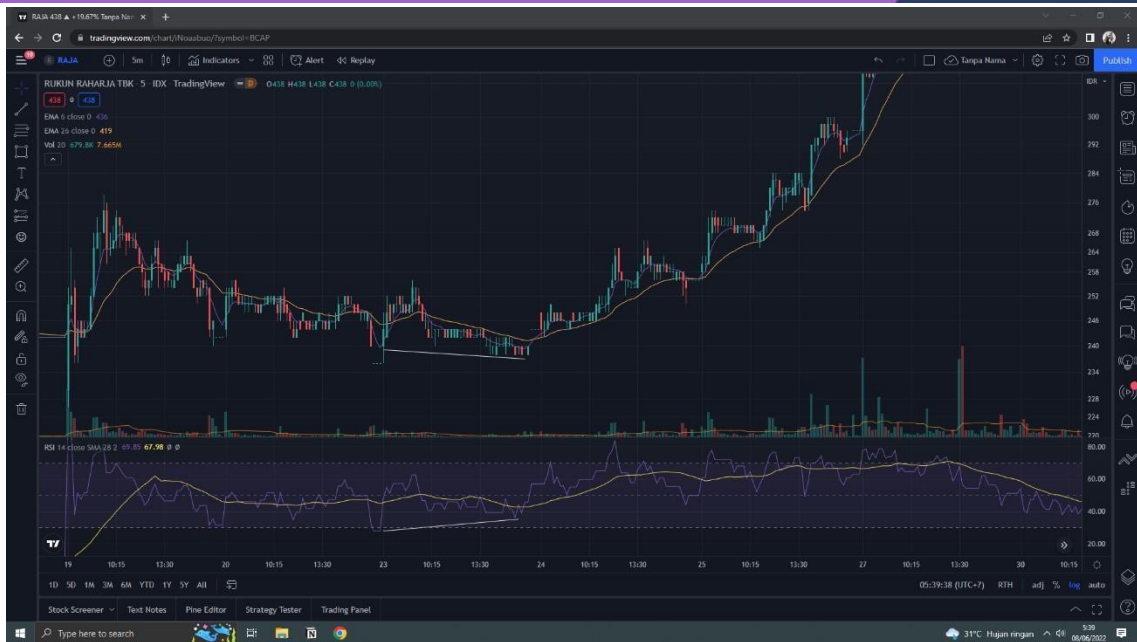 RAJA 438 ▲ +19.67% Tanpa Nar
tradingview.com/chart/iNoaabuo/?symbol=BCAP
RAJA 5m Indicators Alert Replay Tanpa Nama Publish
RUKUN RAHARJA TBK · 5 · IDX · TradingView D O438 H438 L438 C438 0 (0.00%) IDR
438 0 438
EMA 6 close 0 436
EMA 26 close 0 419
Vol 20 679.8K 7.665M
300
292
284
276
268
264
258
252
246
240
234
228
224
220
RSI 14 close SMA 28 2 69.85 67.98 Ø Ø
80.00
60.00
40.00
20.00
19 10:15 13:30 20 10:15 13:30 23 10:15 13:30 24 10:15 13:30 25 10:15 13:30 27 10:15 13:30 30 10:15
1D 5D 1M 3M 6M YTD 1Y 5Y All 05:39:38 (UTC+7) RTH adj % log auto
Stock Screener Text Notes Pine Editor Strategy Tester Trading Panel
Type here to search 31°C Hujan ringan 5:39
08/06/2022